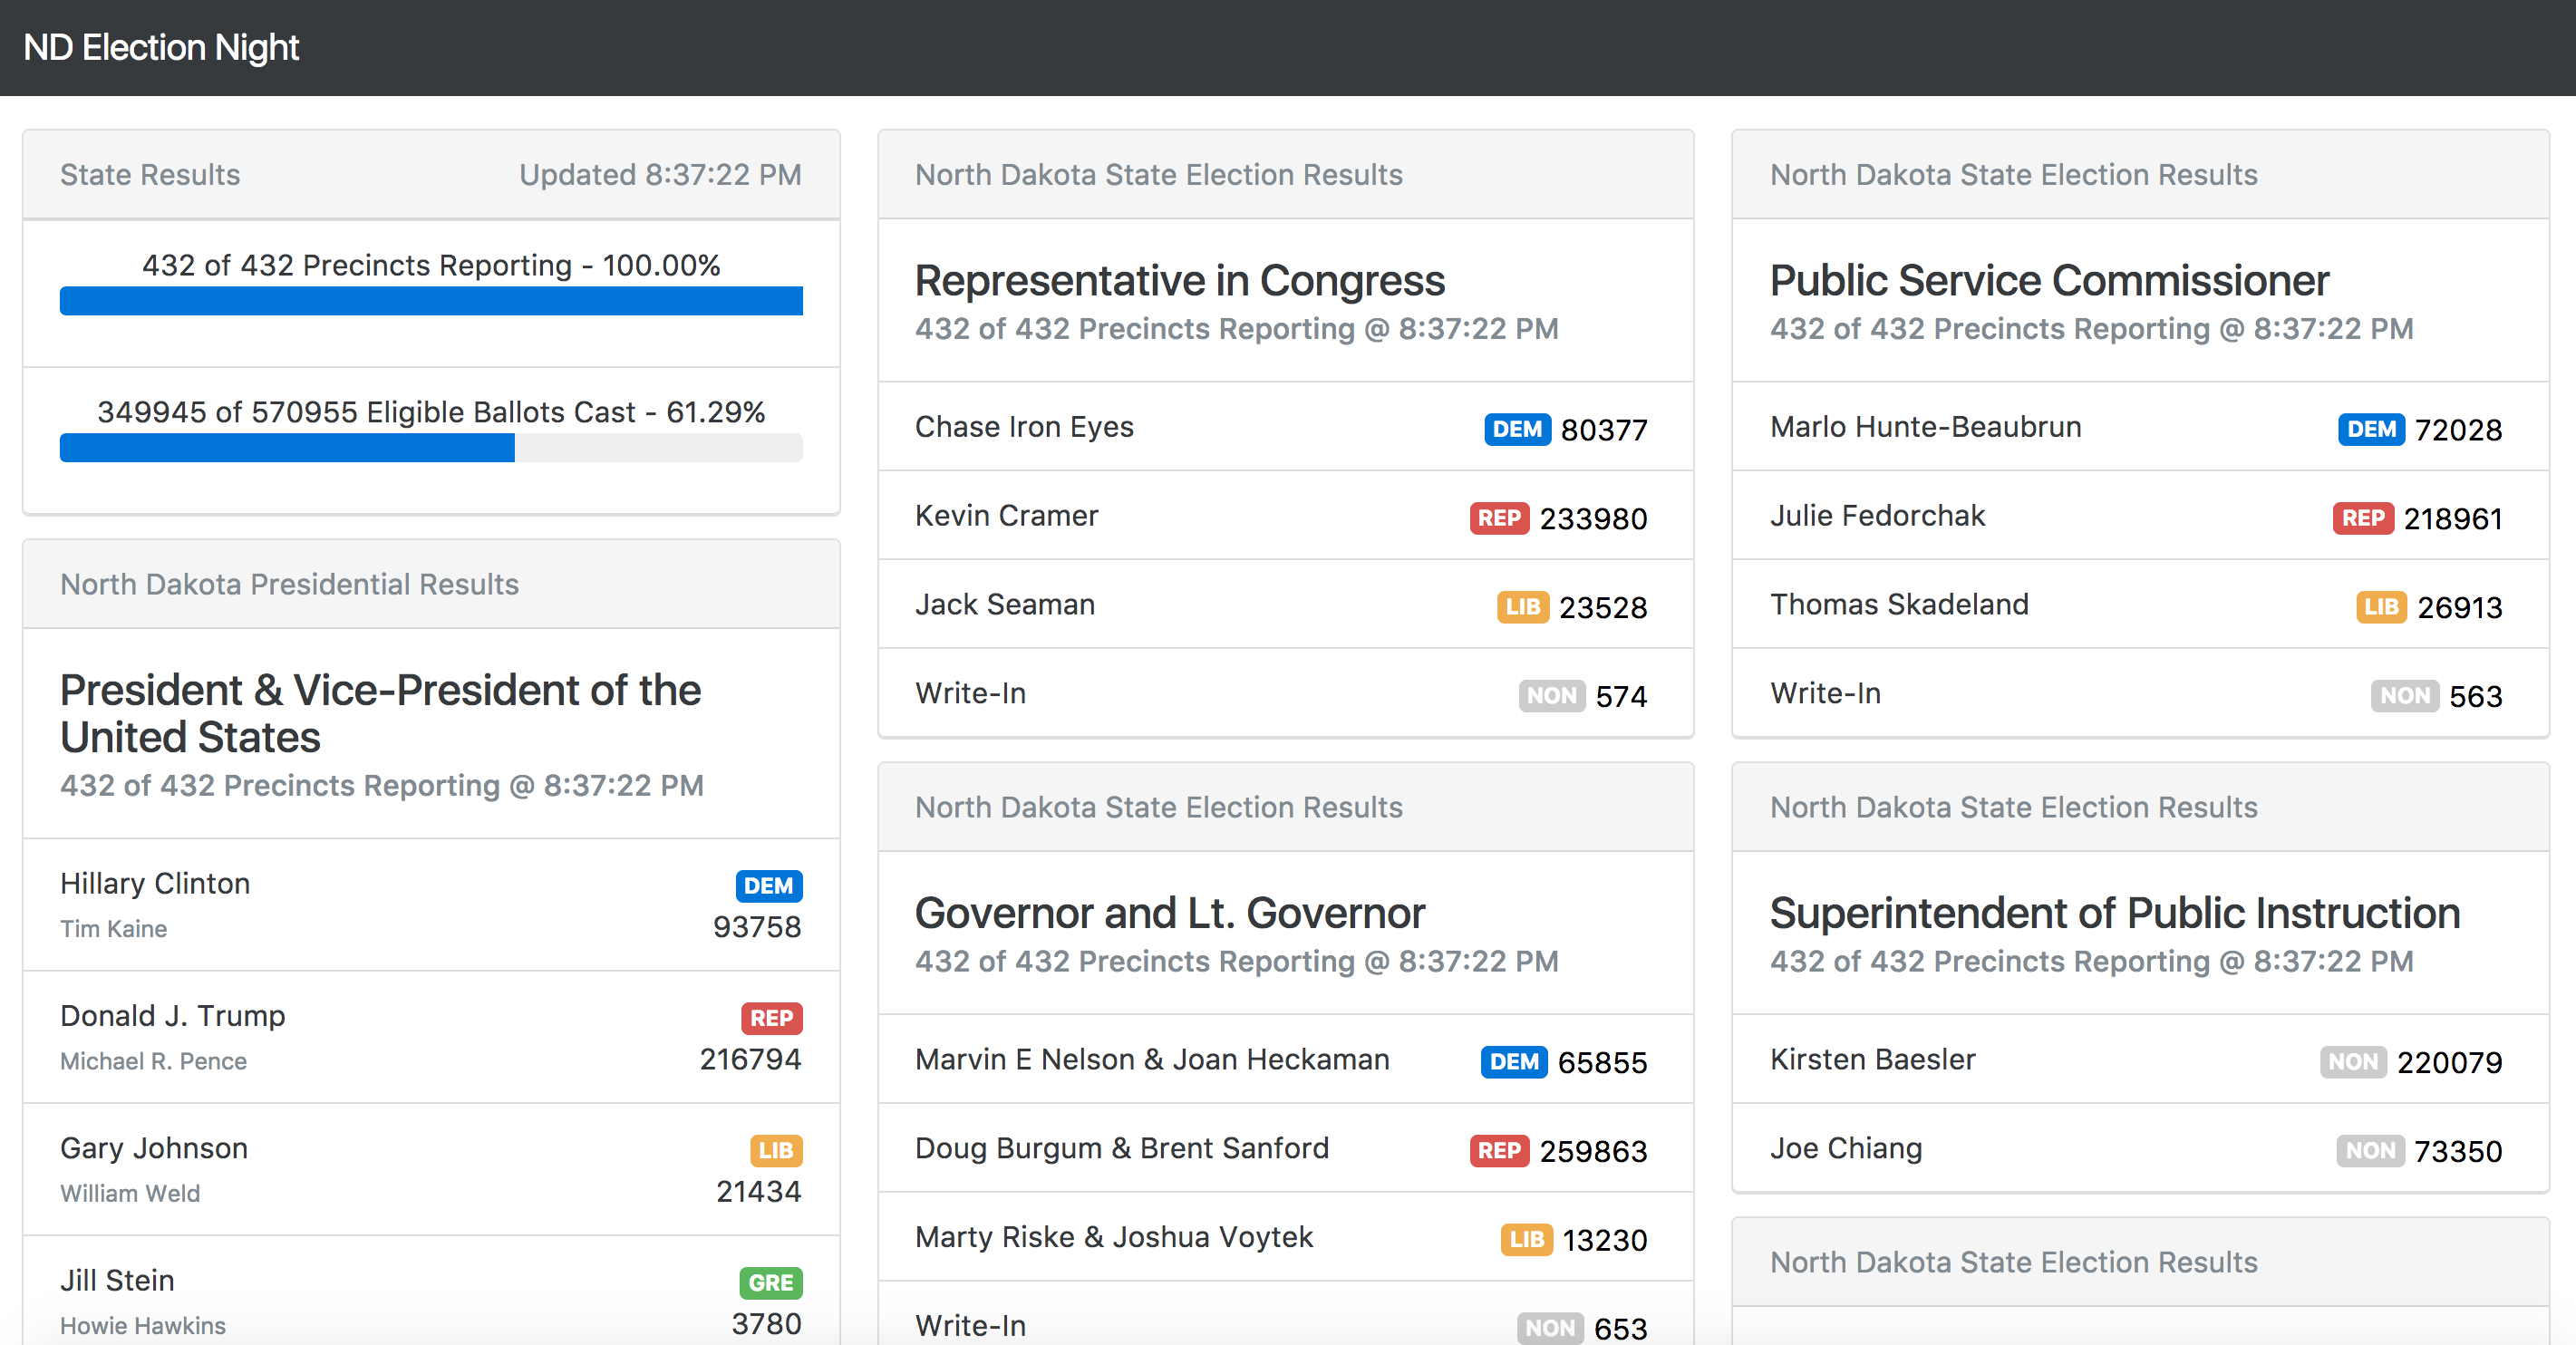 ND Election Night
State Results Updated 8:37:22 PM
432 of 432 Precincts Reporting - 100.00%
349945 of 570955 Eligible Ballots Cast - 61.29%
North Dakota Presidential Results
President & Vice-President of the
United States
432 of 432 Precincts Reporting @ 8:37:22 PM
Hillary Clinton DEM
Tim Kaine 93758
Donald J. Trump REP
Michael R. Pence 216794
Gary Johnson LIB
William Weld 21434
Jill Stein GRE
Howie Hawkins 3780
North Dakota State Election Results
Representative in Congress
432 of 432 Precincts Reporting @ 8:37:22 PM
Chase Iron Eyes DEM 80377
Kevin Cramer REP 233980
Jack Seaman LIB 23528
Write-In NON 574
North Dakota State Election Results
Governor and Lt. Governor
432 of 432 Precincts Reporting @ 8:37:22 PM
Marvin E Nelson & Joan Heckaman DEM 65855
Doug Burgum & Brent Sanford REP 259863
Marty Riske & Joshua Voytek LIB 13230
Write-In NON 653
North Dakota State Election Results
Public Service Commissioner
432 of 432 Precincts Reporting @ 8:37:22 PM
Marlo Hunte-Beaubrun DEM 72028
Julie Fedorchak REP 218961
Thomas Skadeland LIB 26913
Write-In NON 563
North Dakota State Election Results
Superintendent of Public Instruction
432 of 432 Precincts Reporting @ 8:37:22 PM
Kirsten Baesler NON 220079
Joe Chiang NON 73350
North Dakota State Election Results